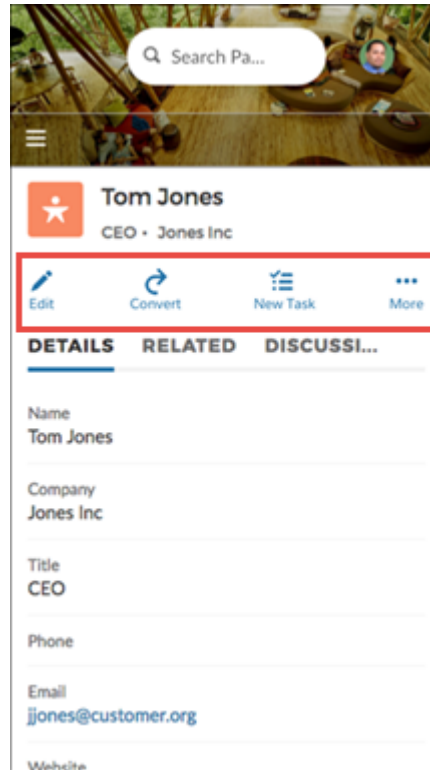 Search Pa...
Tom Jones
CEO • Jones Inc
Edit Convert New Task More
DETAILS RELATED DISCUSSI...
Name
Tom Jones
Company
Jones Inc
Title
CEO
Phone
Email
jjones@customer.org
Website